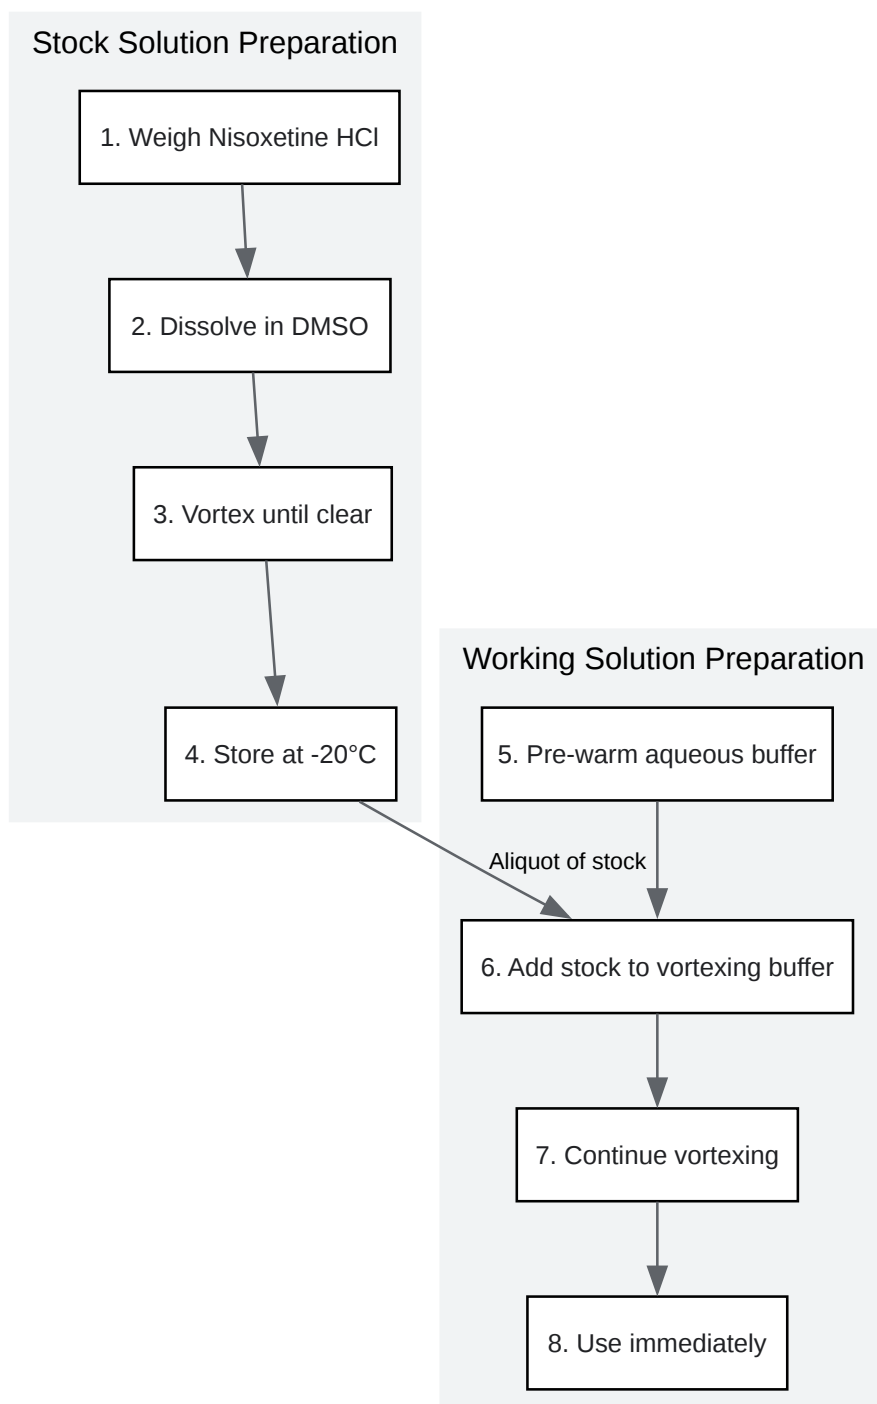 Stock Solution Preparation
1. Weigh Nisoxetine HCl
2. Dissolve in DMSO
3. Vortex until clear
4. Store at -20°C
Working Solution Preparation
5. Pre-warm aqueous buffer
Aliquot of stock
6. Add stock to vortexing buffer
7. Continue vortexing
8. Use immediately